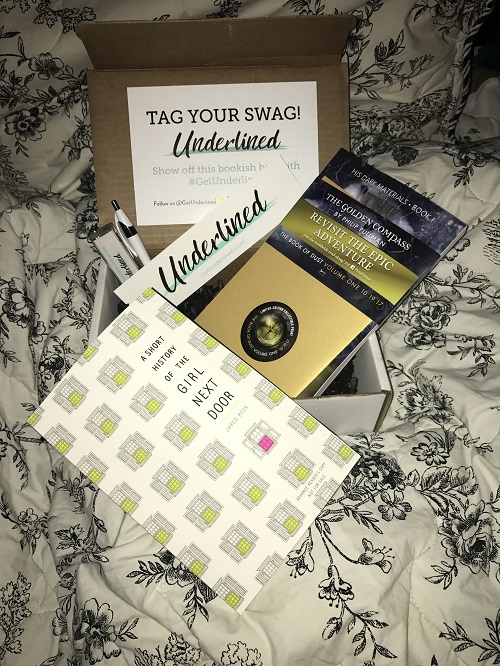 TAG YOUR SWAG!
Underlined
Show off this bookish b with
#GetUnderli
Follow us @GetUnderlined
Underlined
HIS DARK MATERIALS • BOOK 1
THE GOLDEN COMPASS
BY PHILIP PULLMAN
REVISIT THE EPIC
ADVENTURE
THE BOOK OF DUST VOLUME ONE 10.19.17
A SHORT
HISTORY
OF THE
GIRL
NEXT
DOOR
JARED RECK